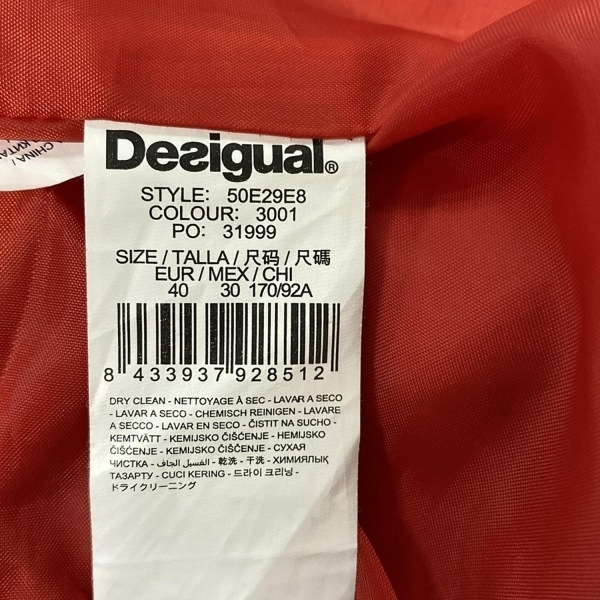 Desigual®
STYLE: 50E29E8
COLOUR: 3001
PO: 31999
SIZE / TALLA / 尺码 / 尺碼
EUR / MEX / CHI
40 30 170/92A
8 433937 928512
DRY CLEAN - NETTOYAGE À SEC - LAVAR A SECO
- LAVAR A SECO - CHEMISCH REINIGEN - LAVARE
A SECCO - LAVAR EN SECO - ČISTIT NA SUCHO -
KEMTVÄTT - KEMIJSKO ČIŠČENJE - HEMIJSKO
ČIŠĆENJE - KEMIJSKO ČIŠĆENJE - СУХАЯ
ЧИСТКА - الغسيل الجاف - 乾洗 - 干洗 - ХИМИЯЛЫҚ
ТАЗАРТУ - CUCI KERING - 드라이 크리닝 -
ドライクリーニング
CHINA /
КИТАЙ